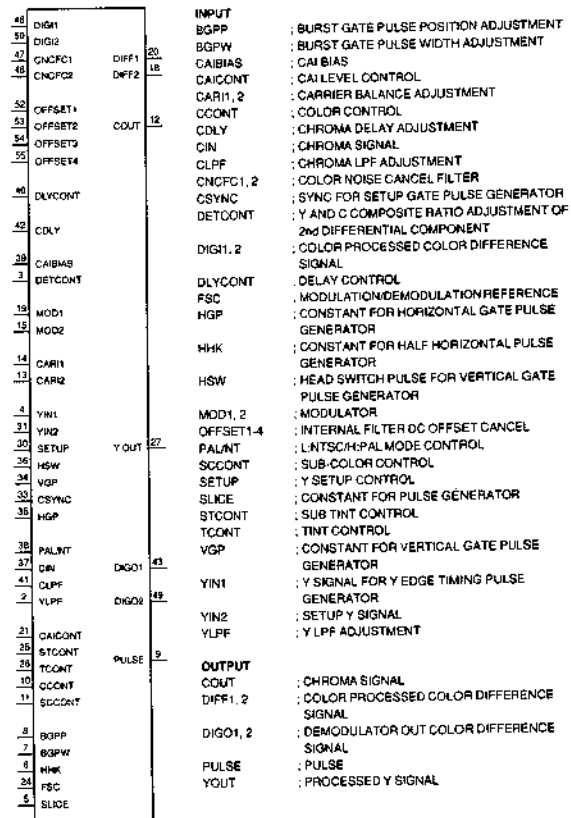 48 DIGI1
50 DIGI2
47 CNCFC1 DIFF1 20
46 CNCFC2 DIFF2 18
52 OFFSET1
53 OFFSET2 COUT 12
54 OFFSET3
55 OFFSET4
40 DLYCONT
42 CDLY
39 CAIBIAS
3 DETCONT
19 MOD1
15 MOD2
14 CARI1
13 CARI2
4 YIN1
31 YIN2
30 SETUP YOUT 27
36 HSW
34 VGP
33 CSYNC
35 HGP
38 PAL/NT
37 CIN DIGO1 43
41 CLPF
2 YLPF DIGO2 49
21 CAICONT
25 STCONT
26 TCONT PULSE 9
10 CCONT
11 SCCONT
8 BGPP
7 BGPW
6 HHK
24 FSC
5 SLICE
INPUT
BGPP ; BURST GATE PULSE POSITION ADJUSTMENT
BGPW ; BURST GATE PULSE WIDTH ADJUSTMENT
CAIBIAS ; CAI BIAS
CAICONT ; CAI LEVEL CONTROL
CARI1, 2 ; CARRIER BALANCE ADJUSTMENT
CCONT ; COLOR CONTROL
CDLY ; CHROMA DELAY ADJUSTMENT
CIN ; CHROMA SIGNAL
CLPF ; CHROMA LPF ADJUSTMENT
CNCFC1, 2 ; COLOR NOISE CANCEL FILTER
CSYNC ; SYNC FOR SETUP GATE PULSE GENERATOR
DETCONT ; Y AND C COMPOSITE RATIO ADJUSTMENT OF
2nd DIFFERENTIAL COMPONENT
DIGI1, 2 ; COLOR PROCESSED COLOR DIFFERENCE
SIGNAL
DLYCONT ; DELAY CONTROL
FSC ; MODULATION/DEMODULATION REFERENCE
HGP ; CONSTANT FOR HORIZONTAL GATE PULSE
GENERATOR
HHK ; CONSTANT FOR HALF HORIZONTAL PULSE
GENERATOR
HSW ; HEAD SWITCH PULSE FOR VERTICAL GATE
PULSE GENERATOR
MOD1, 2 ; MODULATOR
OFFSET1-4 ; INTERNAL FILTER DC OFFSET CANCEL
PAL/NT ; L:NTSC/H:PAL MODE CONTROL
SCCONT ; SUB-COLOR CONTROL
SETUP ; Y SETUP CONTROL
SLICE ; CONSTANT FOR PULSE GENERATOR
STCONT ; SUB TINT CONTROL
TCONT ; TINT CONTROL
VGP ; CONSTANT FOR VERTICAL GATE PULSE
GENERATOR
YIN1 ; Y SIGNAL FOR Y EDGE TIMING PULSE
GENERATOR
YIN2 ; SETUP Y SIGNAL
YLPF ; Y LPF ADJUSTMENT
OUTPUT
COUT ; CHROMA SIGNAL
DIFF1, 2 ; COLOR PROCESSED COLOR DIFFERENCE
SIGNAL
DIGO1, 2 ; DEMODULATOR OUT COLOR DIFFERENCE
SIGNAL
PULSE ; PULSE
YOUT ; PROCESSED Y SIGNAL